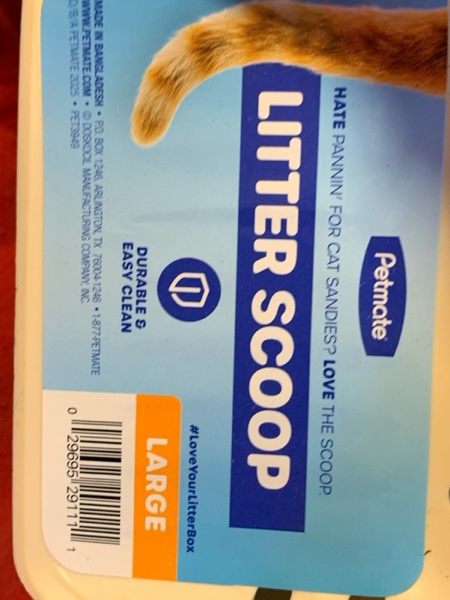 Petmate®
HATE PANNIN' FOR CAT SANDIES? LOVE THE SCOOP.
LITTER SCOOP
#LoveYourLitterBox
DURABLE &
EASY CLEAN
LARGE
MADE IN BANGLADESH • P.O. BOX 1246, ARLINGTON, TX 76004-1246 • 1-877-PETMATE
WWW.PETMATE.COM • © DOSKOCIL MANUFACTURING COMPANY, INC.
D/B/A PETMATE 2025 • PET3949
0 29695 29111 1